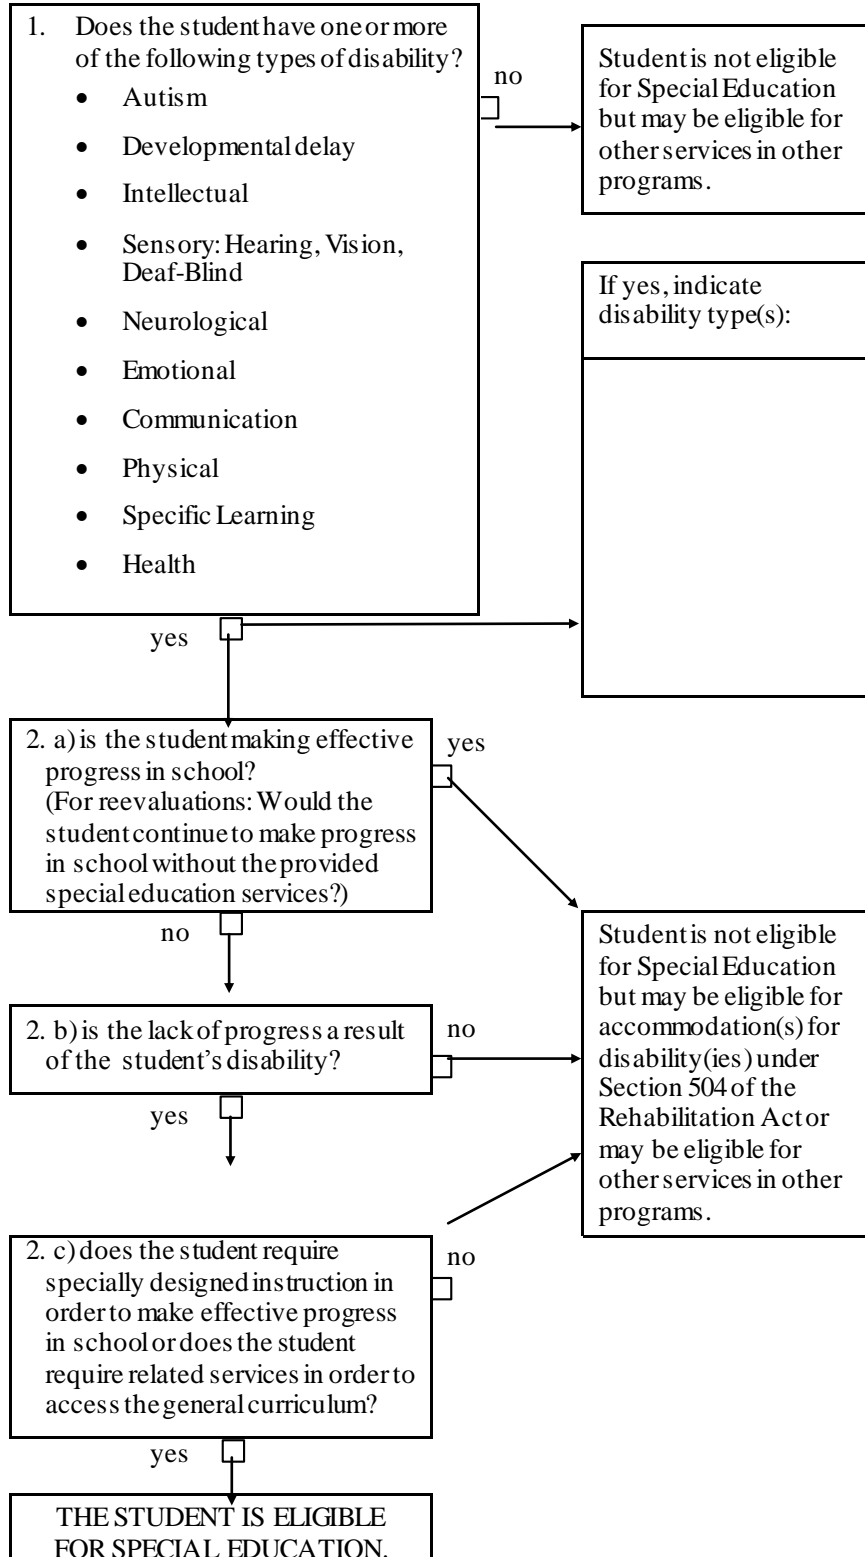 1. Does the student have one or more
of the following types of disability?
• Autism
• Developmental delay
• Intellectual
• Sensory: Hearing, Vision,
Deaf-Blind
• Neurological
• Emotional
• Communication
• Physical
• Specific Learning
• Health
no
Student is not eligible
for Special Education
but may be eligible for
other services in other
programs.
If yes, indicate
disability type(s):
yes
2. a) is the student making effective
progress in school?
(For reevaluations: Would the
student continue to make progress
in school without the provided
special education services?)
yes
no
2. b) is the lack of progress a result
of the student’s disability?
no
yes
Student is not eligible
for Special Education
but may be eligible for
accommodation(s) for
disability(ies) under
Section 504 of the
Rehabilitation Act or
may be eligible for
other services in other
programs.
2. c) does the student require
specially designed instruction in
order to make effective progress
in school or does the student
require related services in order to
access the general curriculum?
no
yes
THE STUDENT IS ELIGIBLE
FOR SPECIAL EDUCATION.